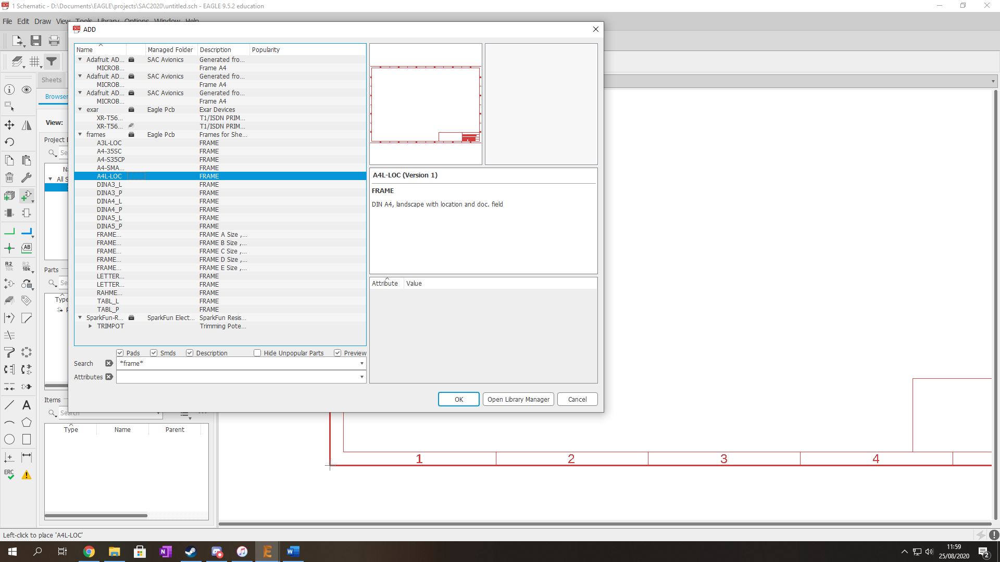 1 Schematic - D:\Documents\EAGLE\projects\SAC2020\untitled.sch - EAGLE 9.5.2 education
File Edit Draw View Tools Library Options Window Help
ADD
Name Managed Folder Description Popularity
Adafruit AD... SAC Avionics Generated fro...
MICROB... Frame A4
Adafruit AD... SAC Avionics Generated fro...
MICROB... Frame A4
Adafruit AD... SAC Avionics Generated fro...
MICROB... Frame A4
exar Eagle Pcb Exar Devices
XR-T56... T1/ISDN PRIM...
XR-T56... T1/ISDN PRIM...
frames Eagle Pcb Frames for She...
A3L-LOC FRAME
A4-35SC FRAME
A4-S35CP FRAME
A4-SMA... FRAME
A4L-LOC FRAME
DINA3_L FRAME
DINA3_P FRAME
DINA4_L FRAME
DINA4_P FRAME
DINA5_L FRAME
DINA5_P FRAME
FRAME... FRAME A Size ,...
FRAME... FRAME B Size ,...
FRAME... FRAME C Size ,...
FRAME... FRAME D Size ,...
FRAME... FRAME E Size ,...
LETTER... FRAME
LETTER... FRAME
RAHME... FRAME
TABL_L FRAME
TABL_P FRAME
SparkFun-R... SparkFun Elect... SparkFun Resis...
TRIMPOT Trimming Pote...
Pads Smds Description Hide Unpopular Parts Preview
Search *frame*
Attributes
A4L-LOC (Version 1)
FRAME
DIN A4, landscape with location and doc. field
Attribute Value
OK Open Library Manager Cancel
Sheets
Browser
View:
Project D
Se
All S
Parts
Se
Type
Items
Search
Type Name Parent
R2 10k
R2 10k
AB
ERC
1 2 3 4
Left-click to place 'A4L-LOC'
11:59
25/08/2020
2